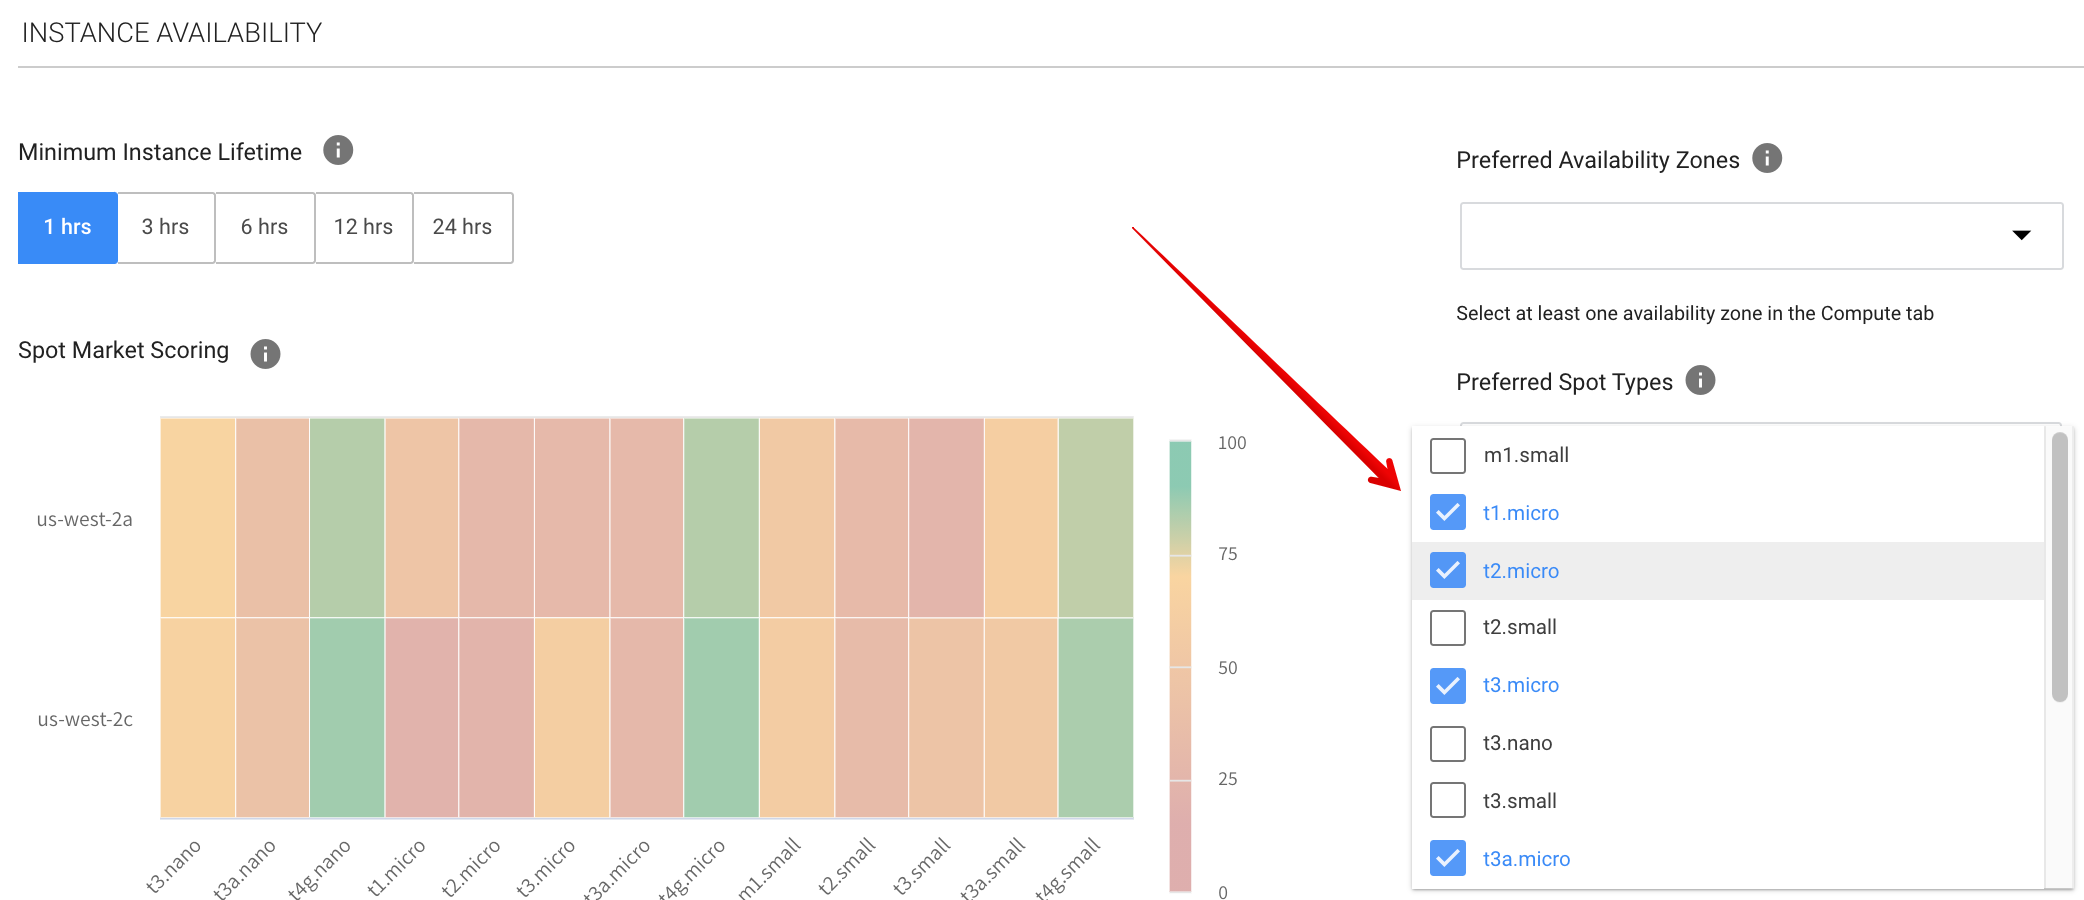 INSTANCE AVAILABILITY
Minimum Instance Lifetime
1 hrs
3 hrs
6 hrs
12 hrs
24 hrs
Spot Market Scoring
us-west-2a
us-west-2c
t3.nano
t3a.nano
t4g.nano
t1.micro
t2.micro
t3.micro
t3a.micro
t4g.micro
m1.small
t2.small
t3.small
t3a.small
t4g.small
100
75
50
25
0
Preferred Availability Zones
Select at least one availability zone in the Compute tab
Preferred Spot Types
m1.small
t1.micro
t2.micro
t2.small
t3.micro
t3.nano
t3.small
t3a.micro